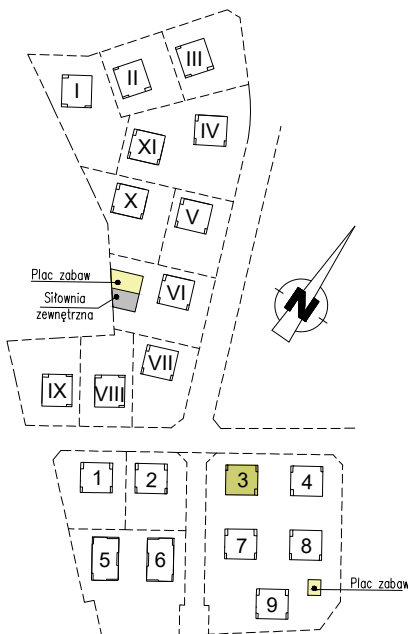 III
II
I
IV
XI
X
V
Plac zabaw
VI
Siłownia
zewnętrzna
N
VII
IX
VIII
1
2
3
4
5
6
7
8
Plac zabaw
9